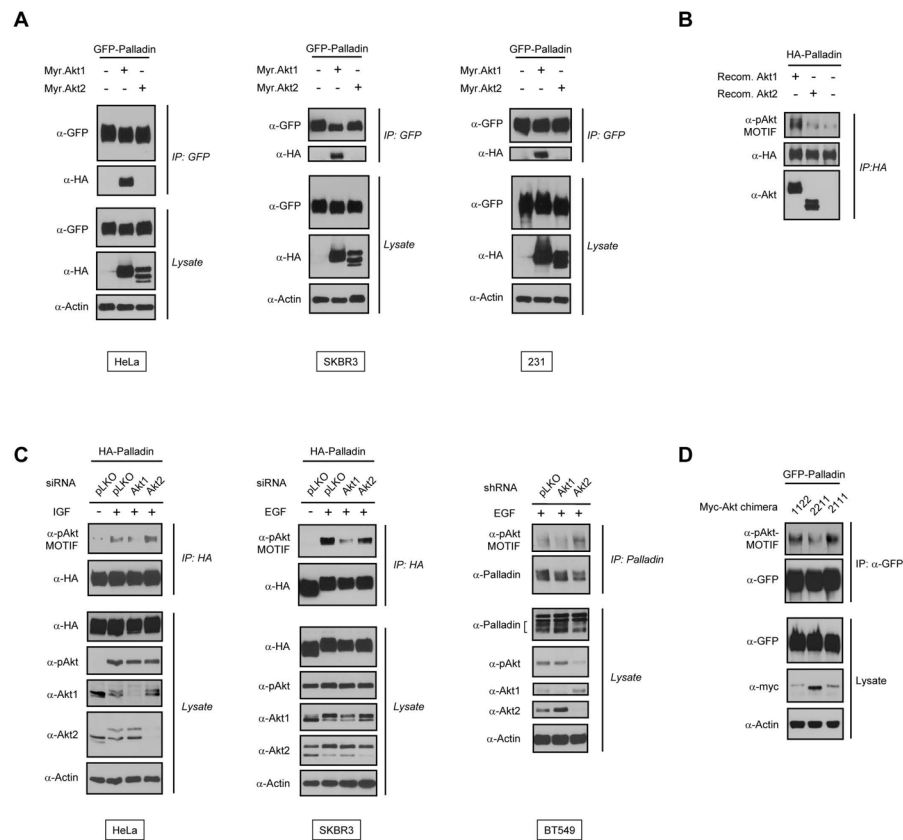 A
GFP-Palladin
Myr.Akt1 - + -
Myr.Akt2 - - +
α-GFP
α-HA
IP: GFP
α-GFP
α-HA
α-Actin
Lysate
HeLa
GFP-Palladin
Myr.Akt1 - + -
Myr.Akt2 - - +
α-GFP
α-HA
IP: GFP
α-GFP
α-HA
α-Actin
Lysate
SKBR3
GFP-Palladin
Myr.Akt1 - + -
Myr.Akt2 - - +
α-GFP
α-HA
IP: GFP
α-GFP
α-HA
α-Actin
Lysate
231
B
HA-Palladin
Recom. Akt1 + - -
Recom. Akt2 - + -
α-pAkt
MOTIF
α-HA
α-Akt
IP:HA
C
HA-Palladin
siRNA pLKO pLKO Akt1 Akt2
IGF - + + +
α-pAkt
MOTIF
α-HA
IP: HA
α-HA
α-pAkt
α-Akt1
α-Akt2
α-Actin
Lysate
HeLa
HA-Palladin
siRNA pLKO pLKO Akt1 Akt2
EGF - + + +
α-pAkt
MOTIF
α-HA
IP: HA
α-HA
α-pAkt
α-Akt1
α-Akt2
α-Actin
Lysate
SKBR3
shRNA pLKO Akt1 Akt2
EGF + + +
α-pAkt
MOTIF
α-Palladin
IP: Palladin
α-Palladin
α-pAkt
α-Akt1
α-Akt2
α-Actin
Lysate
BT549
D
GFP-Palladin
Myc-Akt chimera 1122 2211 2111
α-pAkt-
MOTIF
α-GFP
IP: α-GFP
α-GFP
α-myc
α-Actin
Lysate